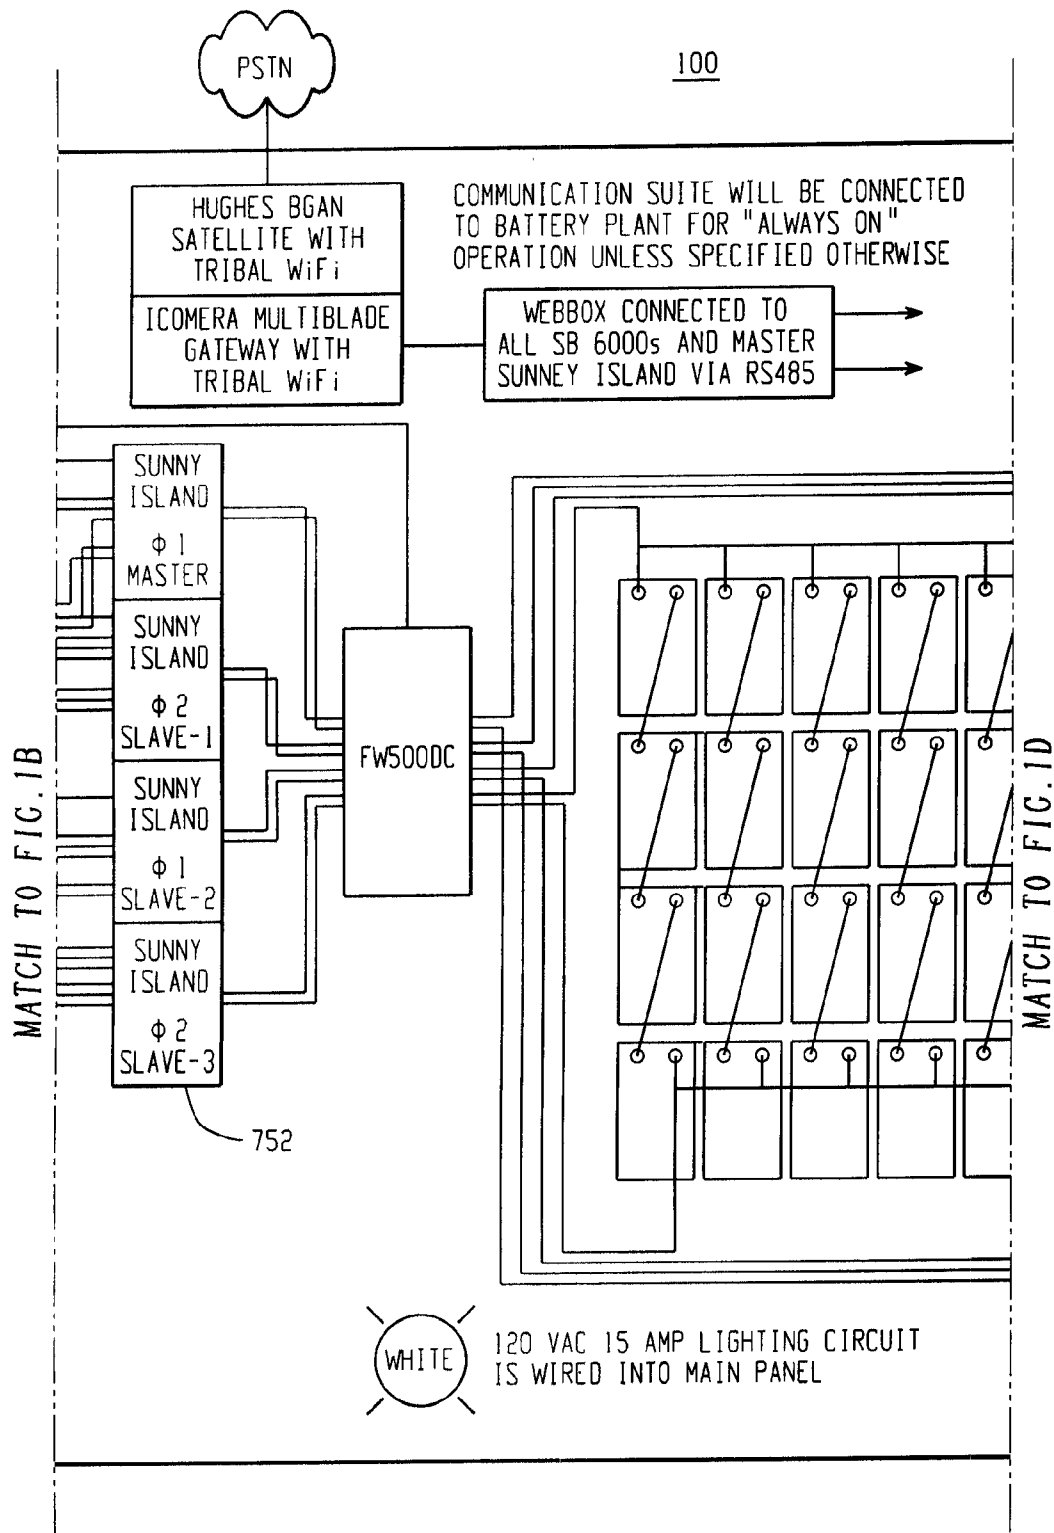 PSTN
100
HUGHES BGAN
SATELLITE WITH
TRIBAL WiFi
COMMUNICATION SUITE WILL BE CONNECTED
TO BATTERY PLANT FOR "ALWAYS ON"
OPERATION UNLESS SPECIFIED OTHERWISE
ICOMERA MULTIBLADE
GATEWAY WITH
TRIBAL WiFi
WEBBOX CONNECTED TO
ALL SB 6000s AND MASTER
SUNNEY ISLAND VIA RS485
SUNNY
ISLAND
Φ 1
MASTER
SUNNY
ISLAND
Φ 2
SLAVE-1
SUNNY
ISLAND
Φ 1
SLAVE-2
SUNNY
ISLAND
Φ 2
SLAVE-3
752
FW500DC
MATCH TO FIG.1B
MATCH TO FIG.1D
WHITE
120 VAC 15 AMP LIGHTING CIRCUIT
IS WIRED INTO MAIN PANEL